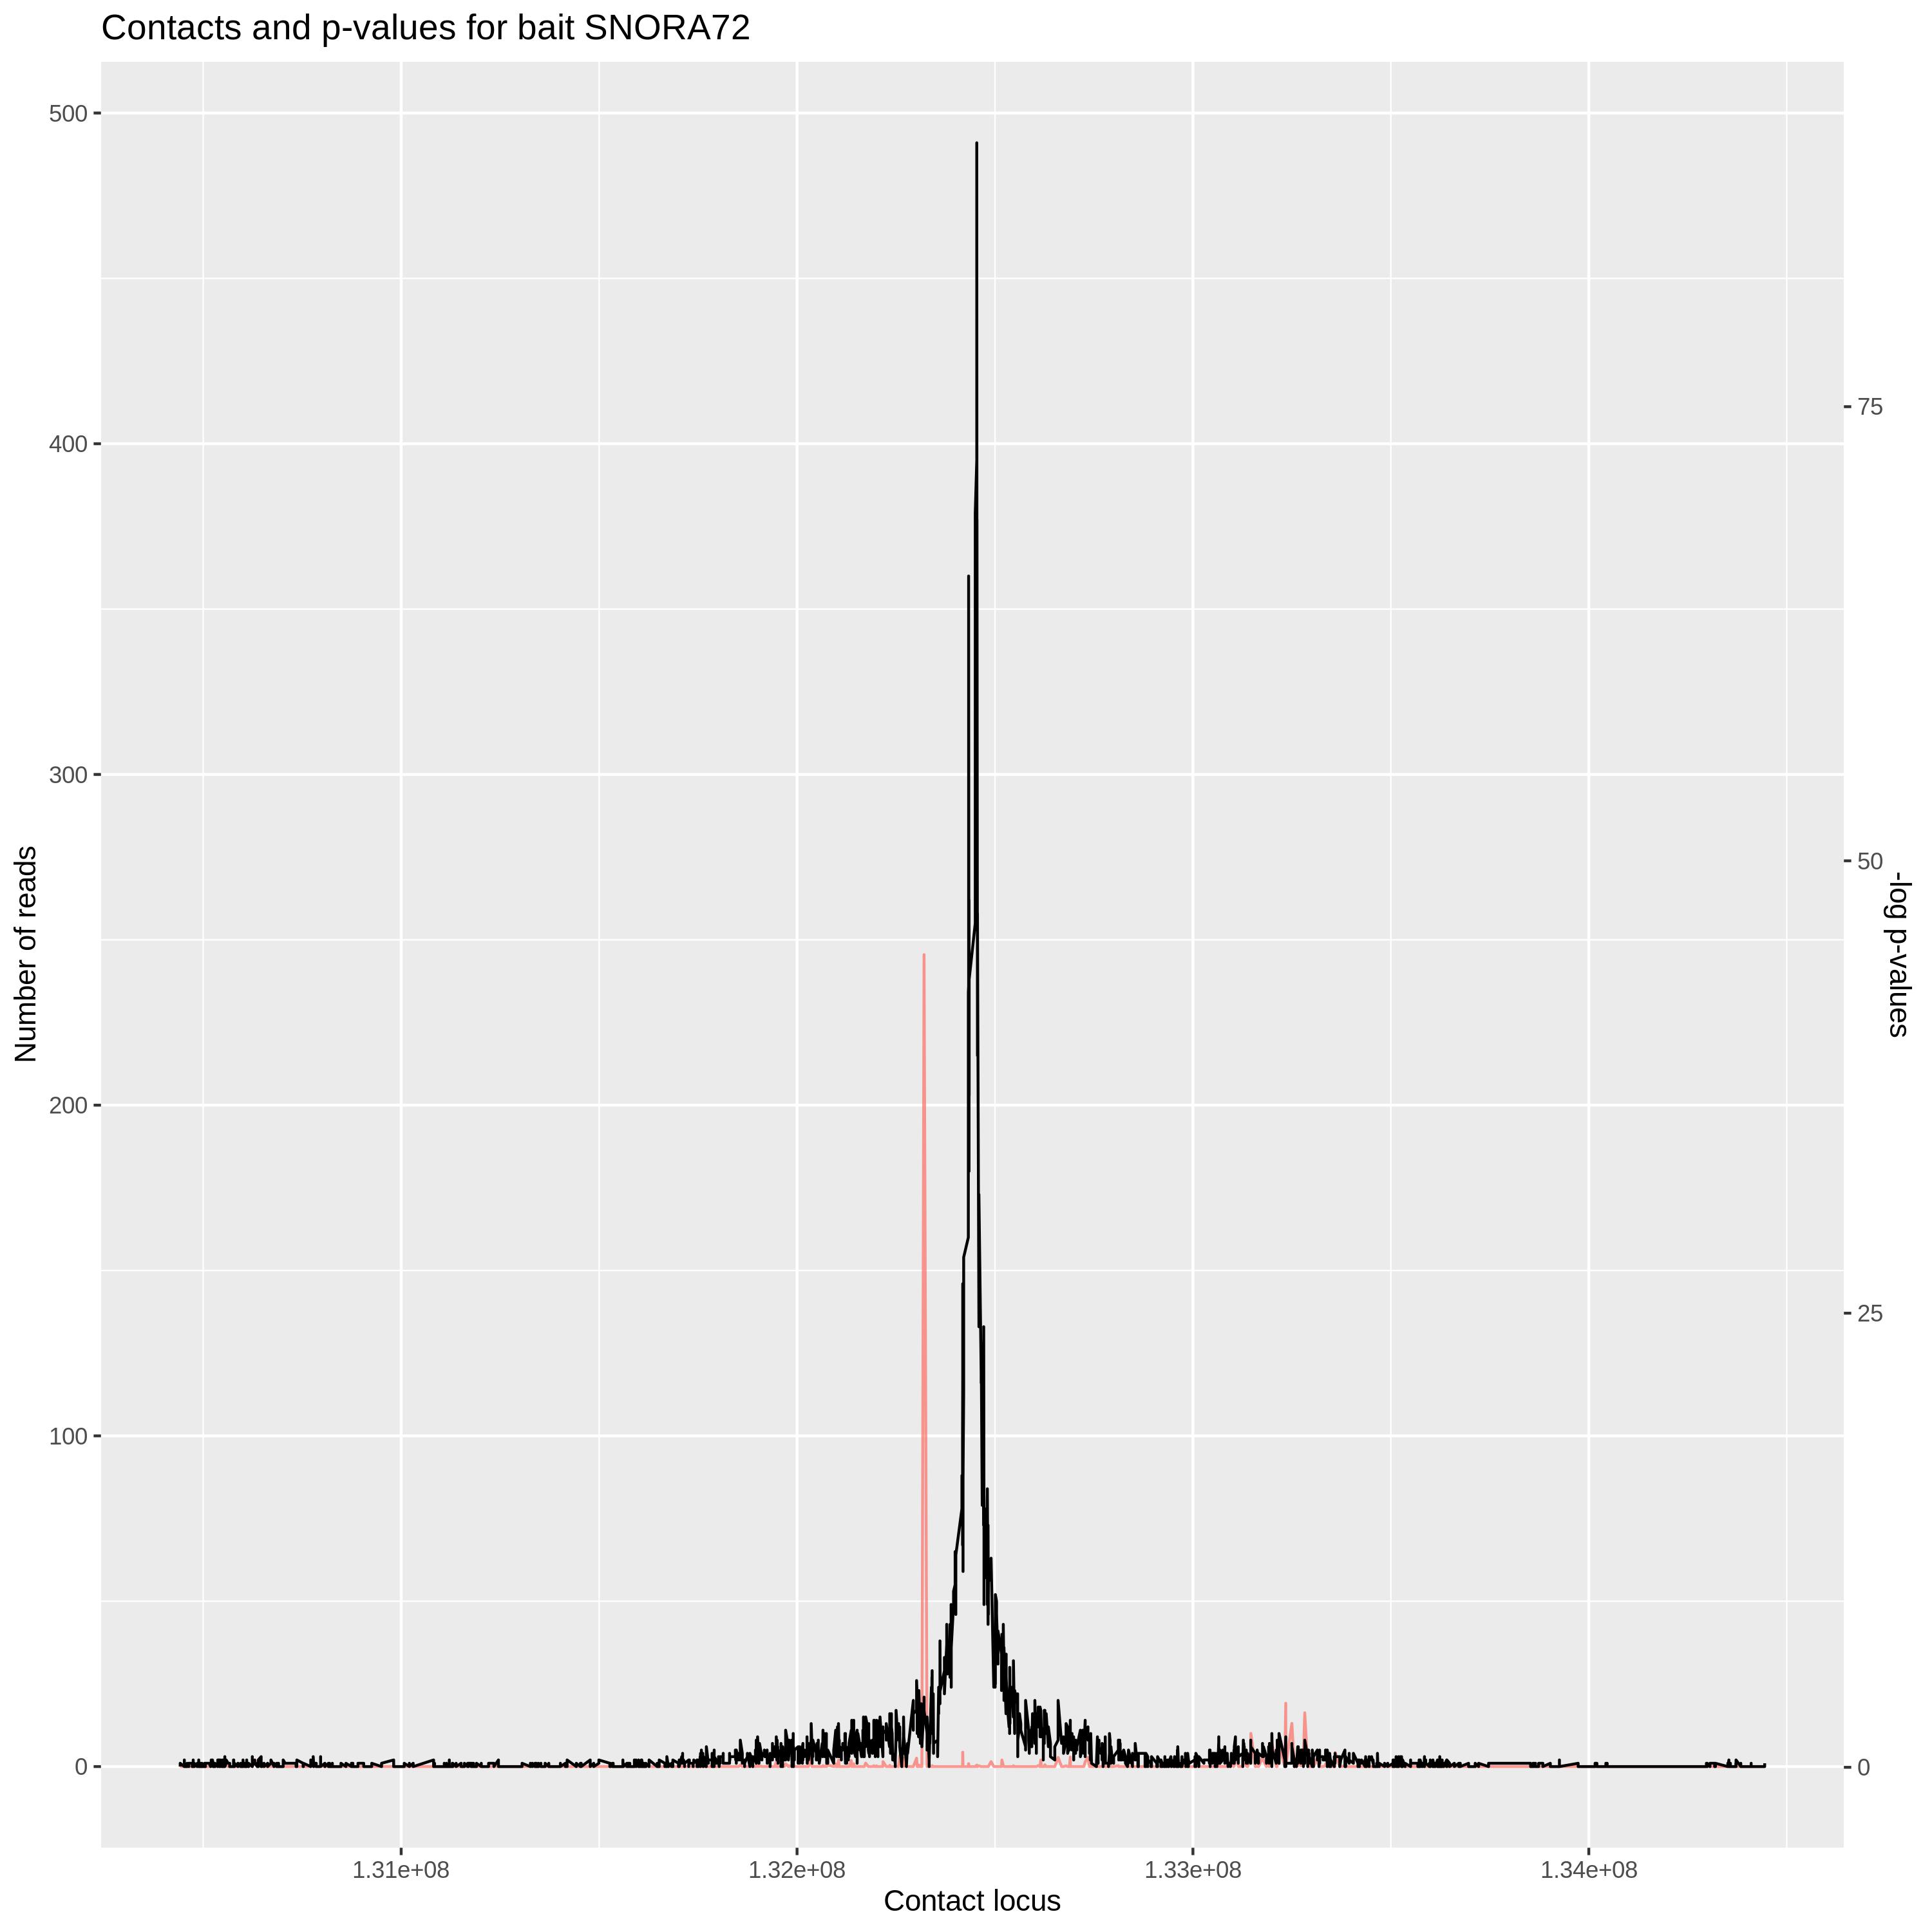 Contacts and p-values for bait SNORA72
500
400
300
200
100
0
Number of reads
75
50
25
0
-log p-values
1.31e+08
1.32e+08
1.33e+08
1.34e+08
Contact locus